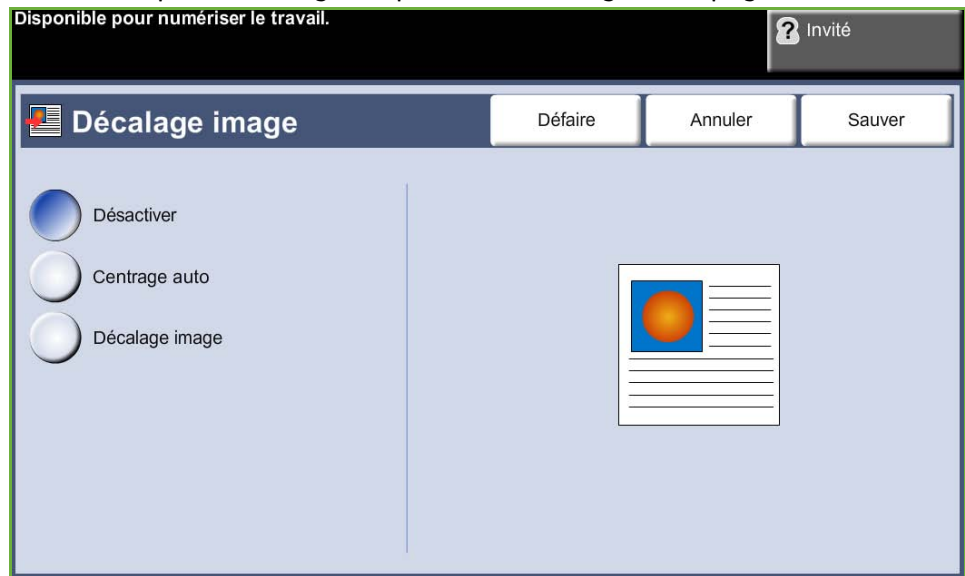 Disponible pour numériser le travail.
? Invité
Décalage image
Défaire
Annuler
Sauver
Désactiver
Centrage auto
Décalage image